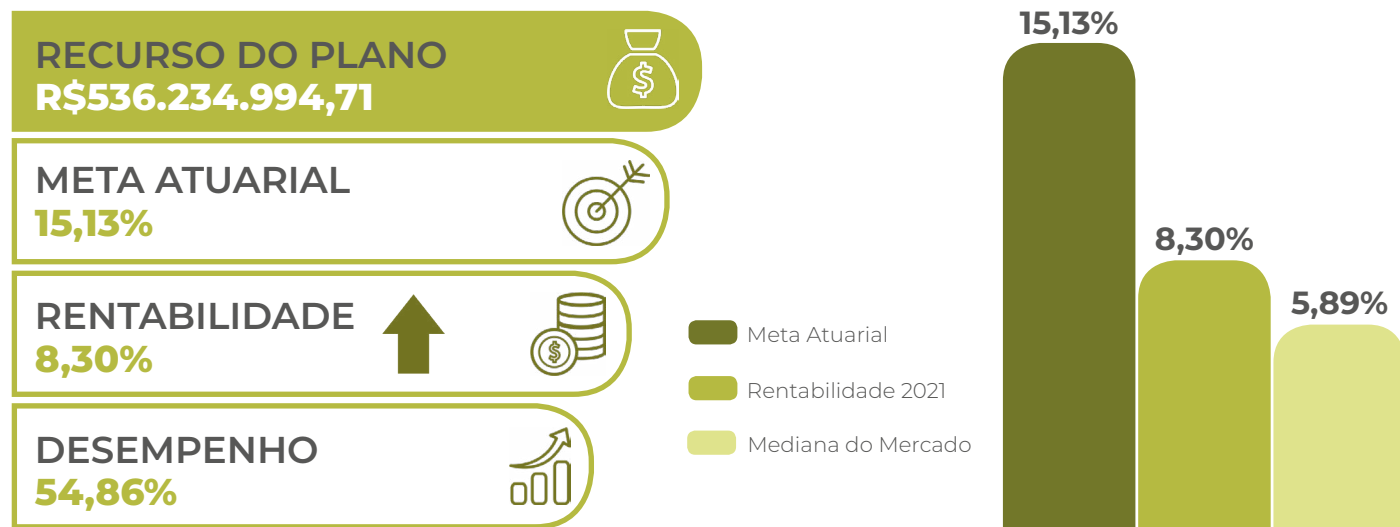 RECURSO DO PLANO
R$536.234.994,71
$
META ATUARIAL
15,13%
RENTABILIDADE
8,30%
$
DESEMPENHO
54,86%
Meta Atuarial
Rentabilidade 2021
Mediana do Mercado
15,13%
8,30%
5,89%